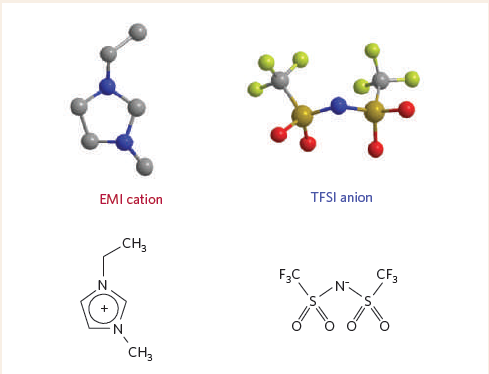 EMI cation
TFSI anion
CH₃
N
+
N
CH₃
F₃C
CF₃
N⁻
S
S
O
O
O
O